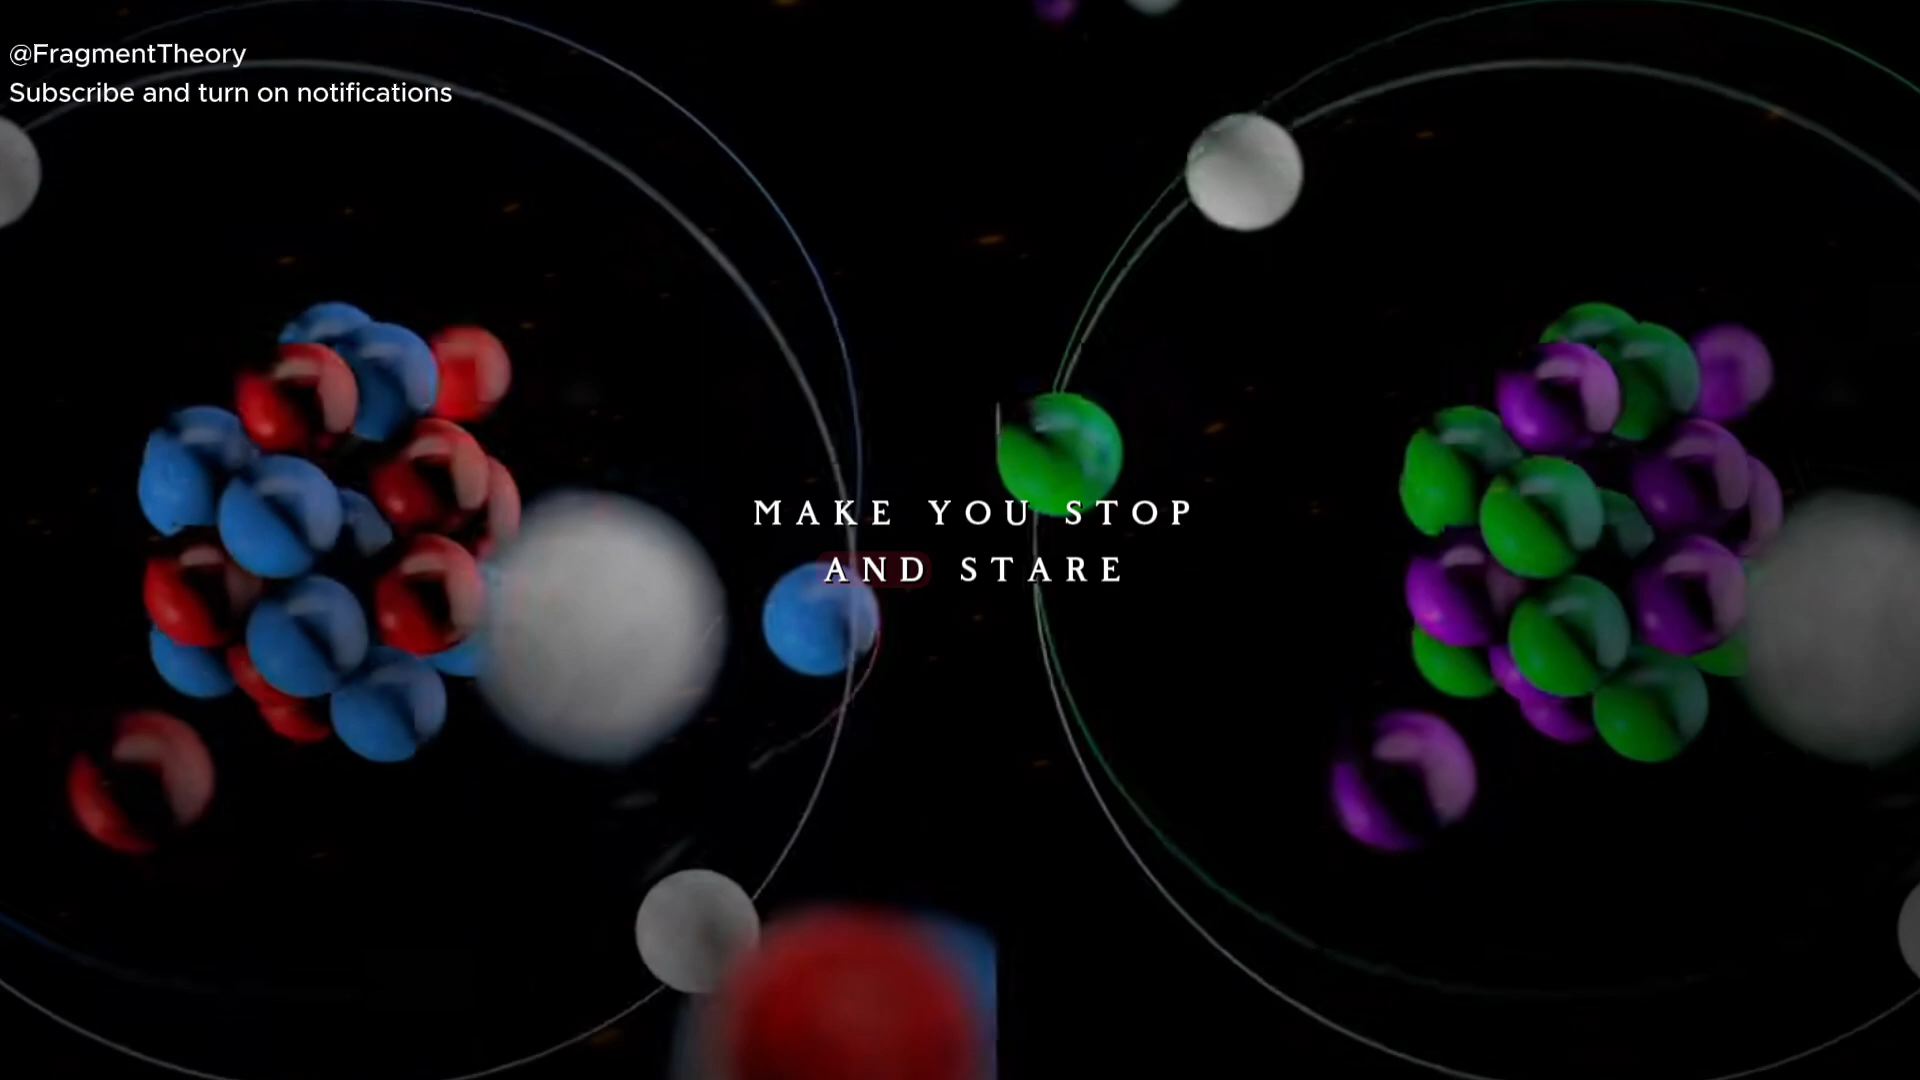 @FragmentTheory
Subscribe and turn on notifications
MAKE YOU STOP
AND STARE